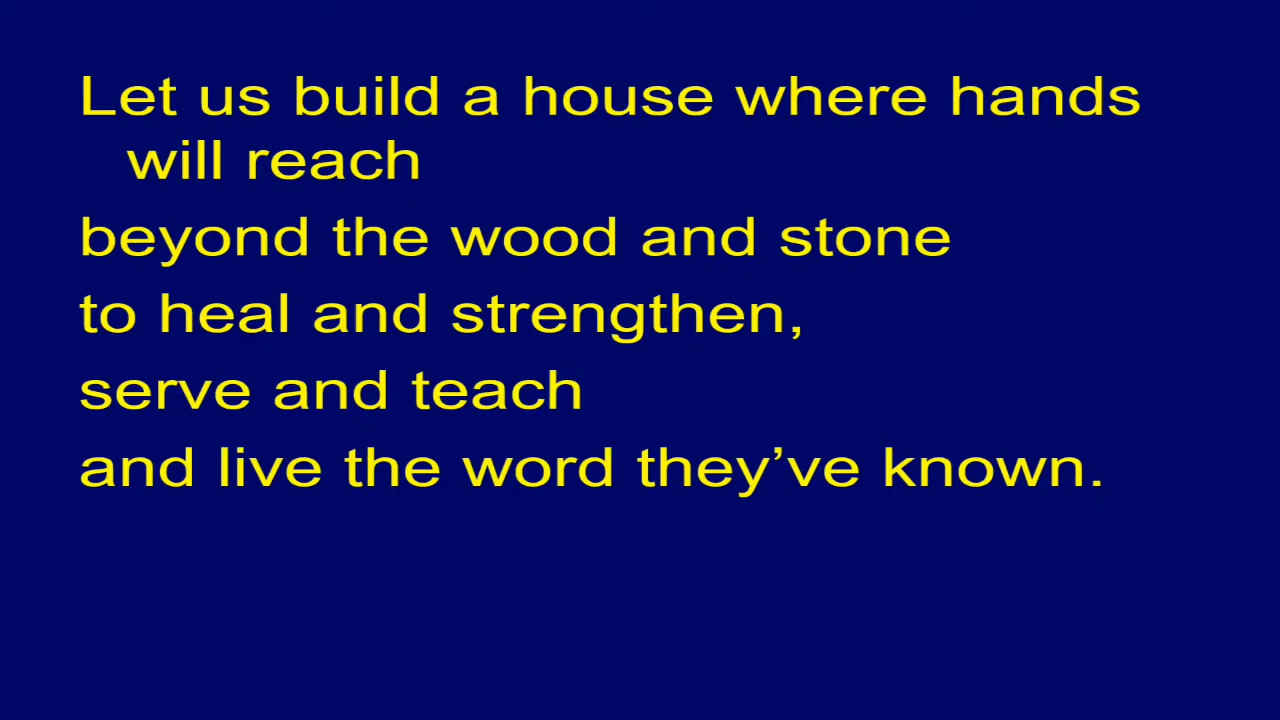 Let us build a house where hands
will reach
beyond the wood and stone
to heal and strengthen,
serve and teach
and live the word they’ve known.